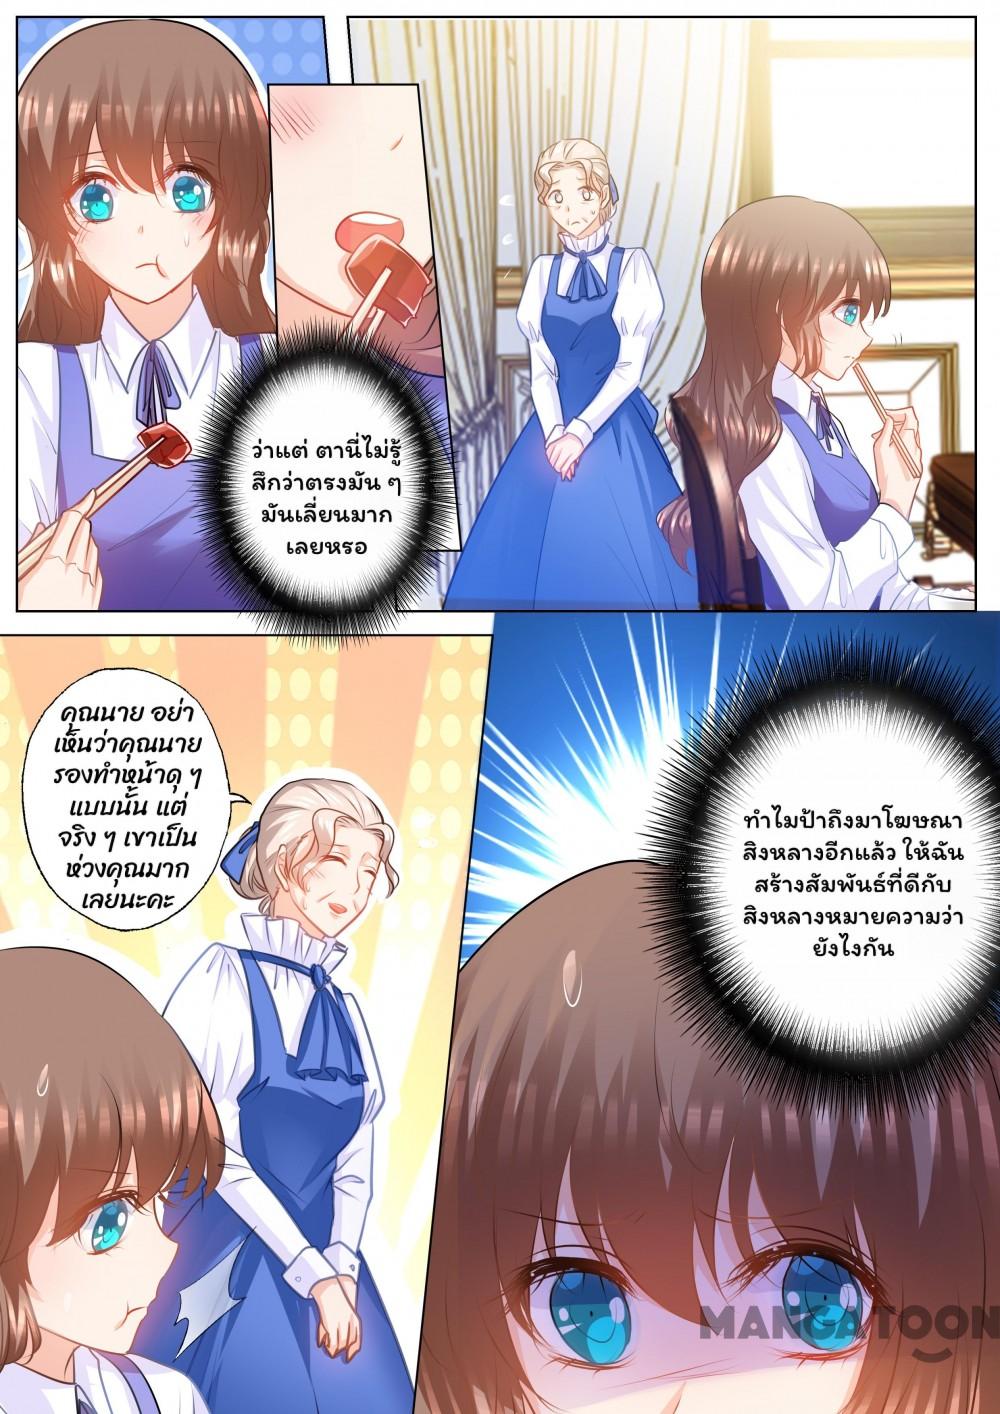 ว่าแต่ ตานี่ไม่รู้
สึกว่าตรงมัน ๆ
มันเลี่ยนมาก
เลยหรอ
คุณนาย อย่า
เห็นว่าคุณนาย
รองทำหน้าดุ ๆ
แบบนั้น แต่
จริง ๆ เขาเป็น
ห่วงคุณมาก
เลยนะคะ
ทำไมป้าถึงมาโฆษณา
สิงหลางอีกแล้ว ให้ฉัน
สร้างสัมพันธ์ที่ดีกับ
สิงหลางหมายความว่า
ยังไงกัน
MANGATOON